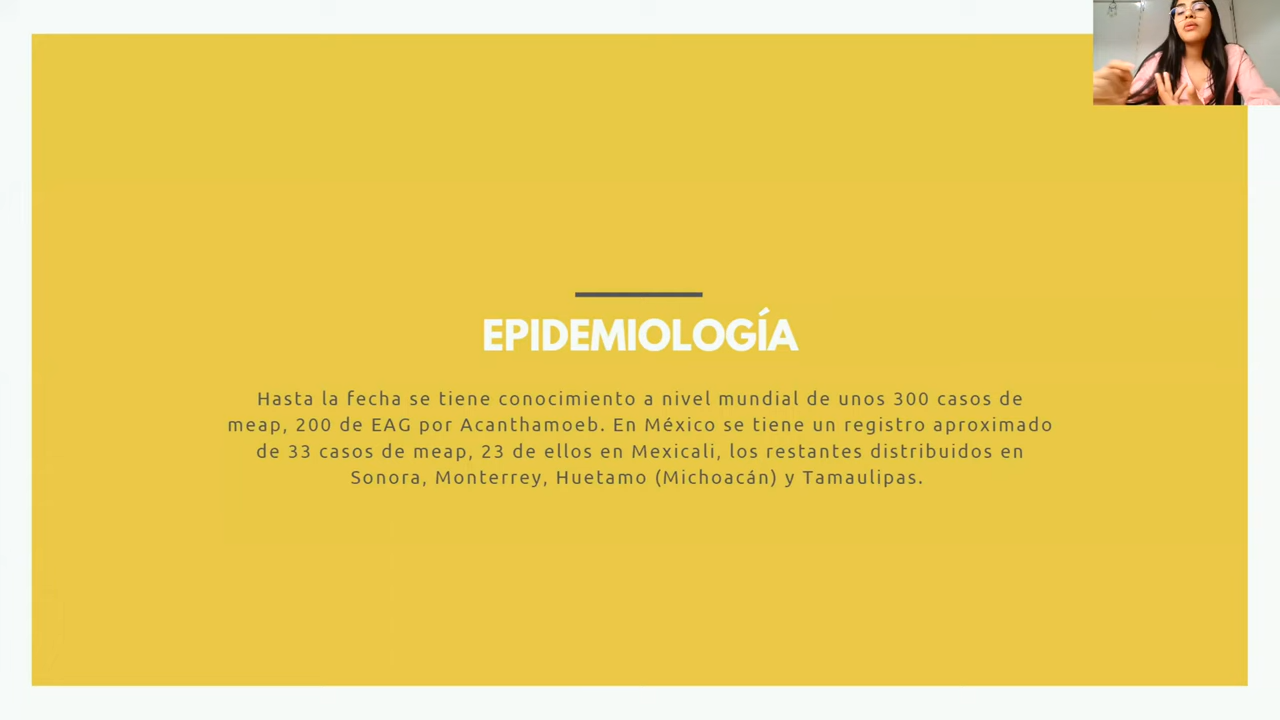 EPIDEMIOLOGÍA
Hasta la fecha se tiene conocimiento a nivel mundial de unos 300 casos de
meap, 200 de EAG por Acanthamoeb. En México se tiene un registro aproximado
de 33 casos de meap, 23 de ellos en Mexicali, los restantes distribuidos en
Sonora, Monterrey, Huetamo (Michoacán) y Tamaulipas.